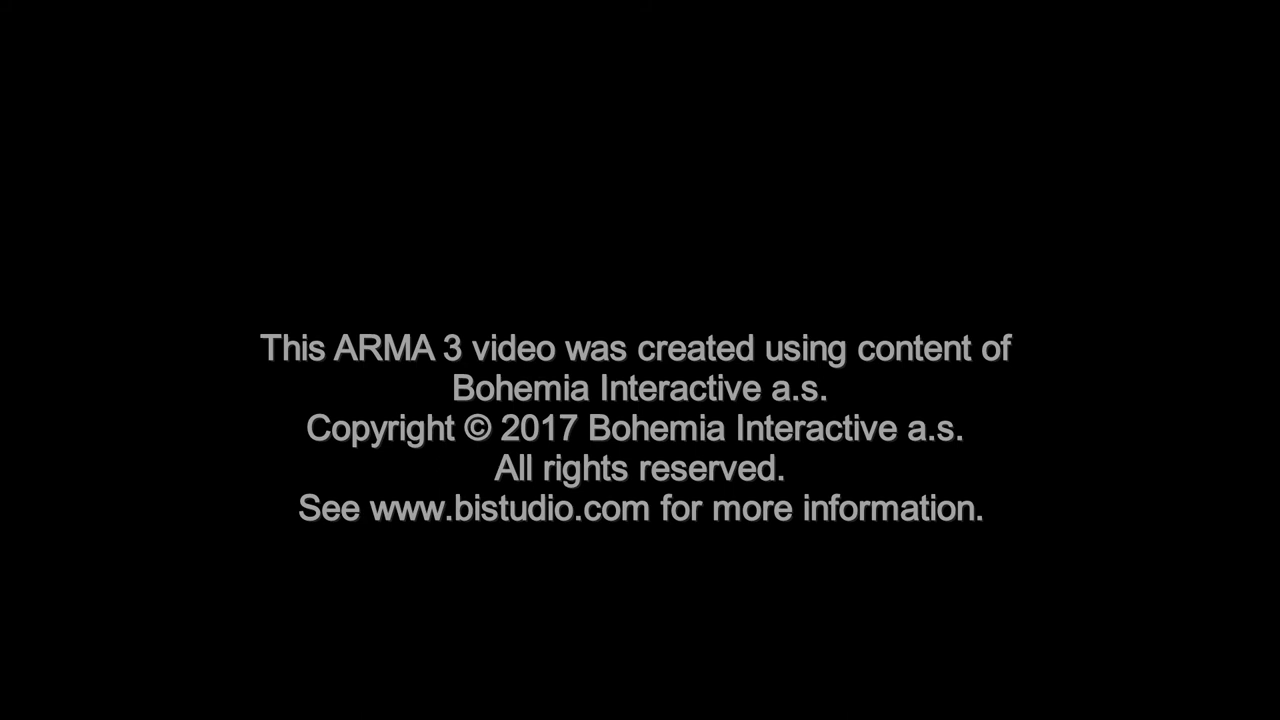 This ARMA 3 video was created using content of
Bohemia Interactive a.s.
Copyright © 2017 Bohemia Interactive a.s.
All rights reserved.
See www.bistudio.com for more information.